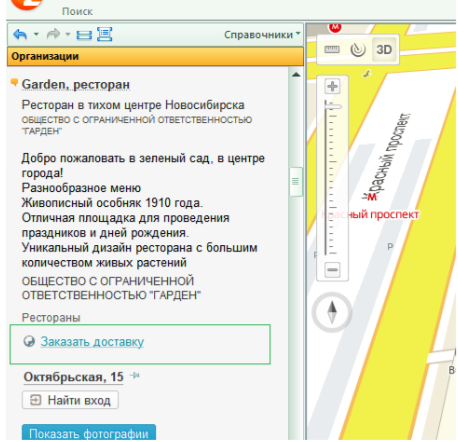 Поиск
Справочники
Организации
М
3D
Garden, ресторан
Ресторан в тихом центре Новосибирска
ОБЩЕСТВО С ОГРАНИЧЕННОЙ ОТВЕТСТВЕННОСТЬЮ
"ГАРДЕН"
Добро пожаловать в зеленый сад, в центре
города!
Разнообразное меню
Живописный особняк 1910 года.
Отличная площадка для проведения
праздников и дней рождения.
Уникальный дизайн ресторана с большим
количеством живых растений
ОБЩЕСТВО С ОГРАНИЧЕННОЙ
ОТВЕТСТВЕННОСТЬЮ "ГАРДЕН"
Рестораны
Заказать доставку
Октябрьская, 15
Найти вход
Показать фотографии
Красный проспект
М
Красный проспект
Р
В